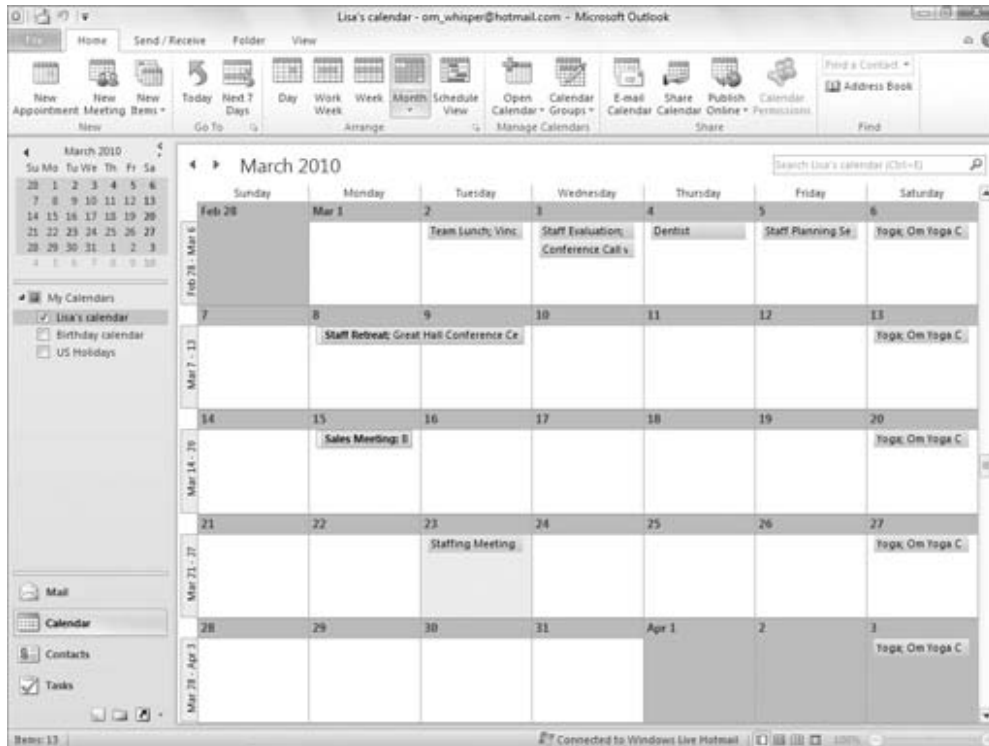 Lisa's calendar - om_whisper@hotmail.com - Microsoft Outlook
File Home Send / Receive Folder View
New Appointment
New Meeting
New Items
Today
Next 7 Days
Day
Work Week
Week
Month
Schedule View
Open Calendar
Calendar Groups
E-mail Calendar
Share Calendar
Publish Online
Calendar Permissions
Find a Contact
Address Book
New Go To Arrange Manage Calendars Share Find
March 2010
Su Mo Tu We Th Fr Sa
28 1 2 3 4 5 6
7 8 9 10 11 12 13
14 15 16 17 18 19 20
21 22 23 24 25 26 27
28 29 30 31 1 2 3
4 5 6 7 8 9 10
My Calendars
Lisa's calendar
Birthday calendar
US Holidays
Mail
Calendar
Contacts
Tasks
March 2010
Search Lisa's calendar (Ctrl+E)
Sunday Monday Tuesday Wednesday Thursday Friday Saturday
Feb 28 - Mar 6
Feb 28 Mar 1 2 3 4 5 6
Team Lunch; Vinc Staff Evaluation; Dentist Staff Planning Se Yoga; Om Yoga C
Conference Call
Mar 7 - 13
7 8 9 10 11 12 13
Staff Retreat; Great Hall Conference Ce Yoga; Om Yoga C
Mar 14 - 20
14 15 16 17 18 19 20
Sales Meeting; Yoga; Om Yoga C
Mar 21 - 27
21 22 23 24 25 26 27
Staffing Meeting Yoga; Om Yoga C
Mar 28 - Apr 3
28 29 30 31 Apr 1 2 3
Yoga; Om Yoga C
Items: 13 Connected to Windows Live Hotmail 100%